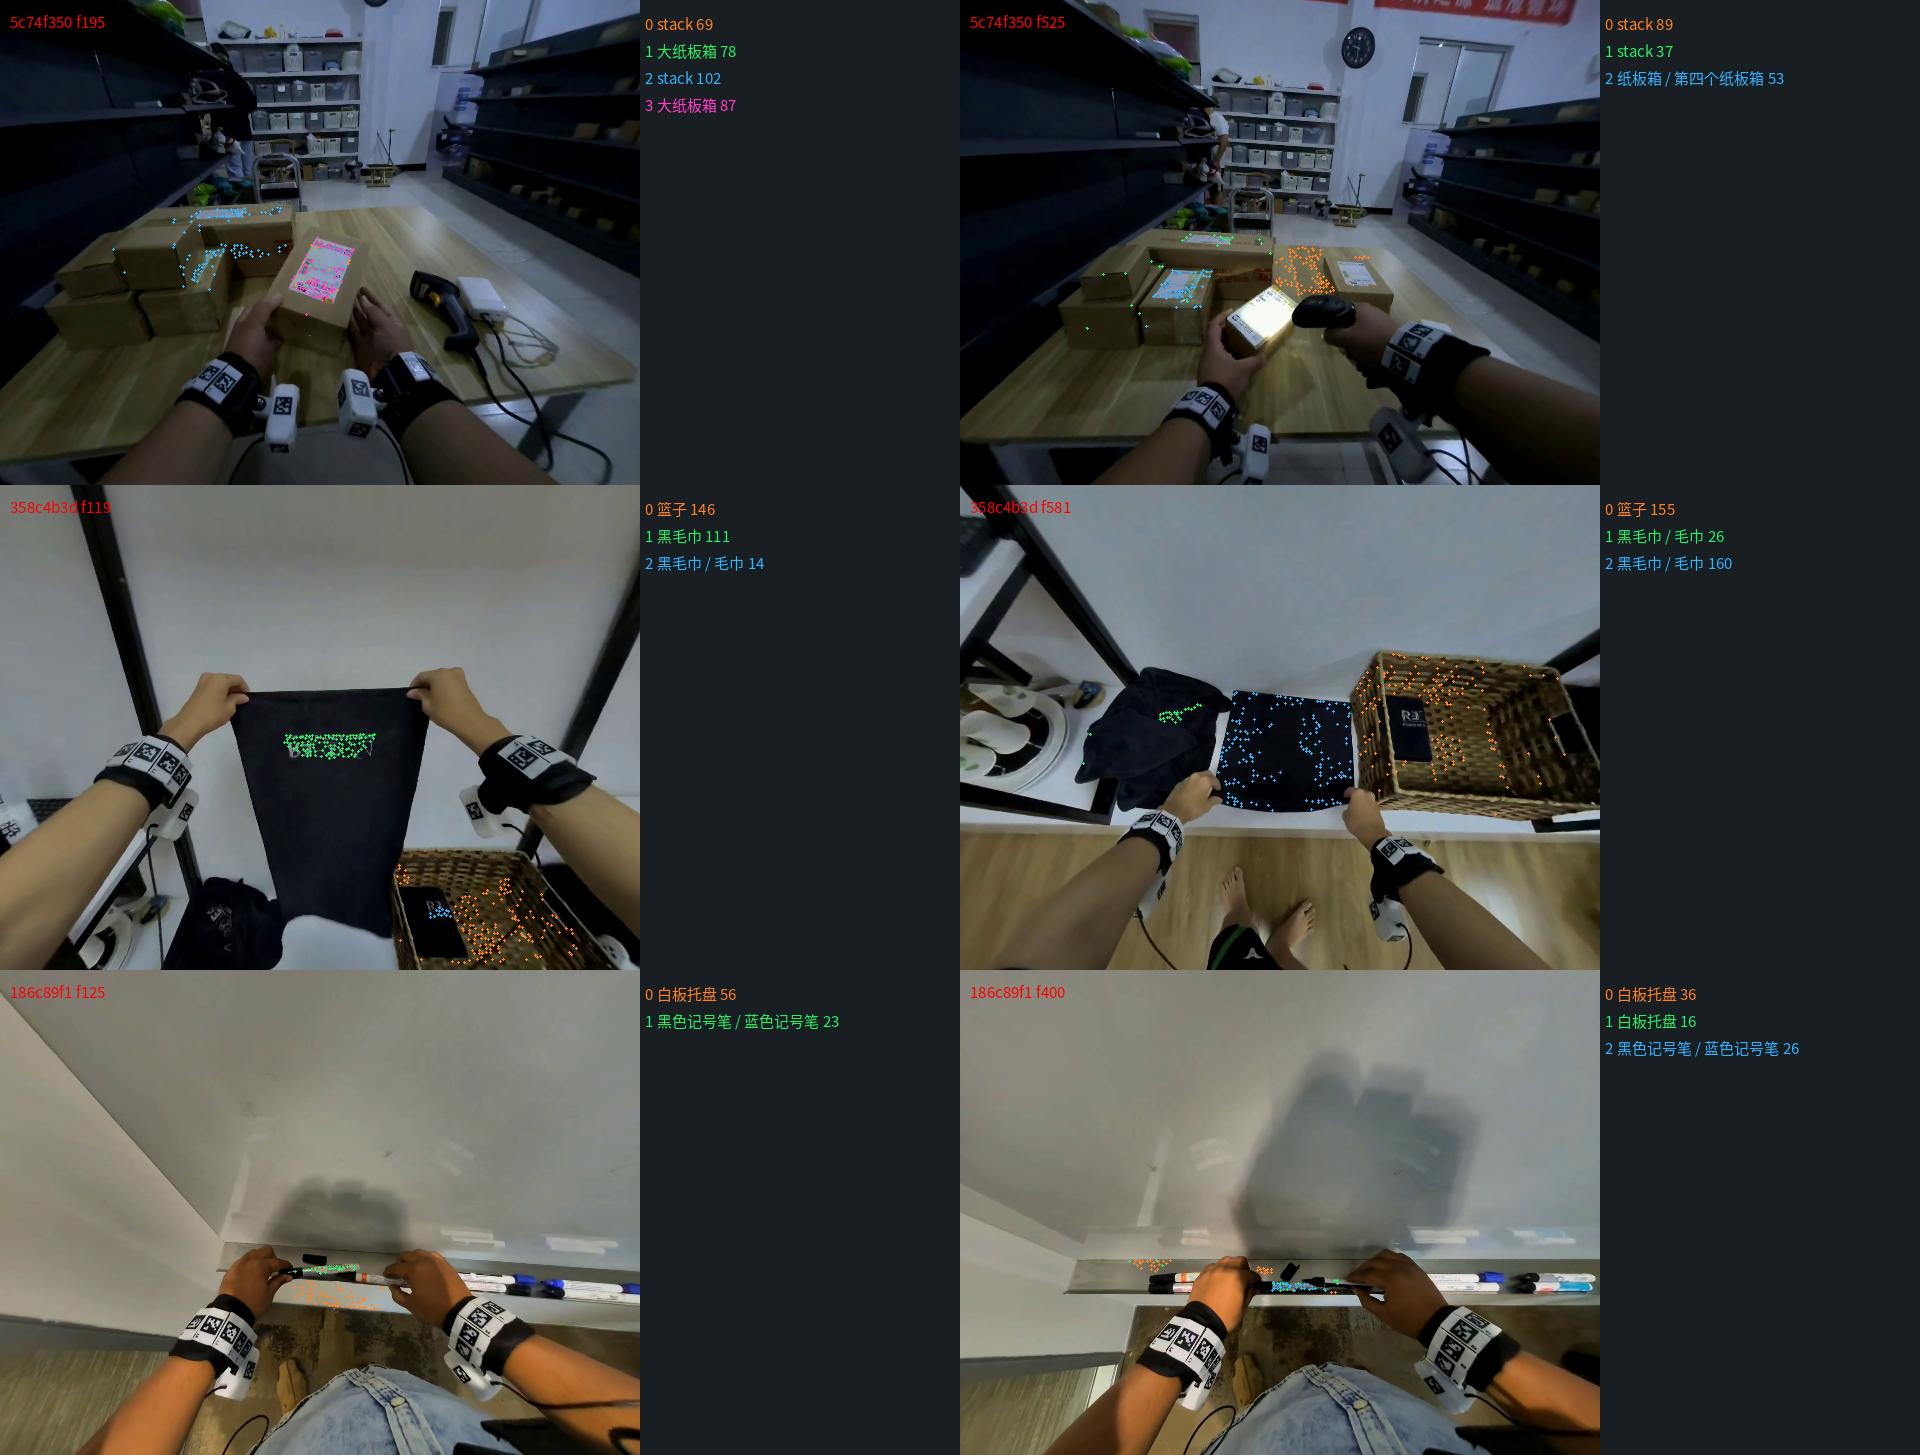 5c74f350 f195
0 stack 69
1 大纸板箱 78
2 stack 102
3 大纸板箱 87
5c74f350 f525
0 stack 89
1 stack 37
2 纸板箱 / 第四个纸板箱 53
358c4b3d f119
0 篮子 146
1 黑毛巾 111
2 黑毛巾 / 毛巾 14
358c4b3d f581
0 篮子 155
1 黑毛巾 / 毛巾 26
2 黑毛巾 / 毛巾 160
186c89f1 f125
0 白板托盘 56
1 黑色记号笔 / 蓝色记号笔 23
186c89f1 f400
0 白板托盘 36
1 白板托盘 16
2 黑色记号笔 / 蓝色记号笔 26